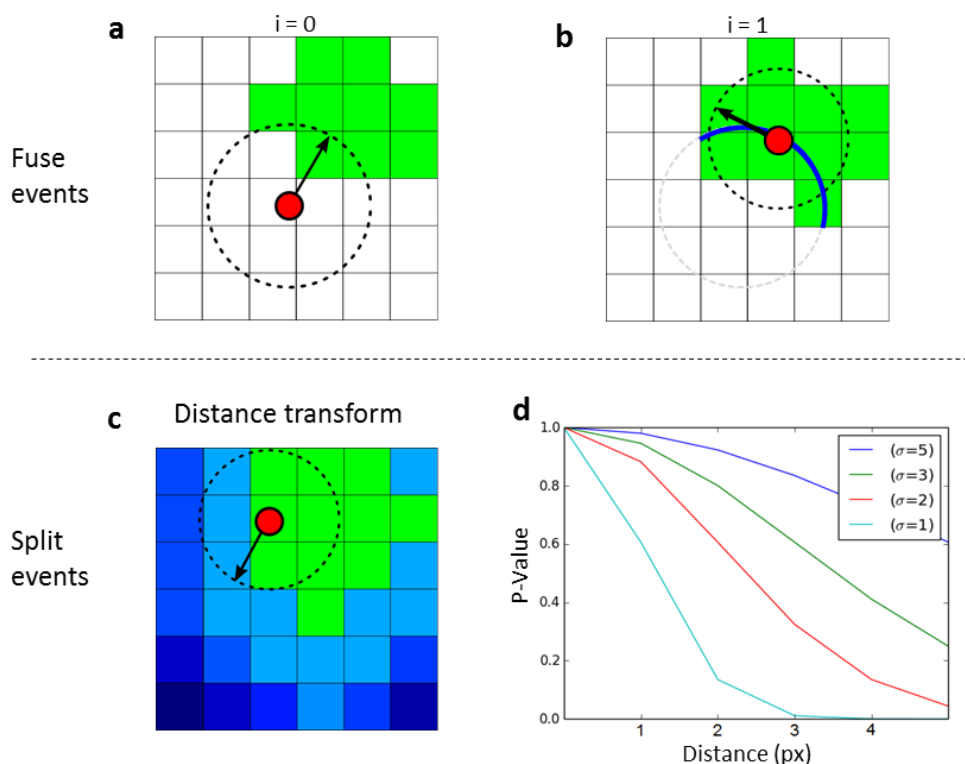 a
i = 0
b
i = 1
Fuse
events
c
Distance transform
d
Split
events
P-Value
1.0
0.8
0.6
0.4
0.2
0.0
(σ=5)
(σ=3)
(σ=2)
(σ=1)
1 2 3 4
Distance (px)